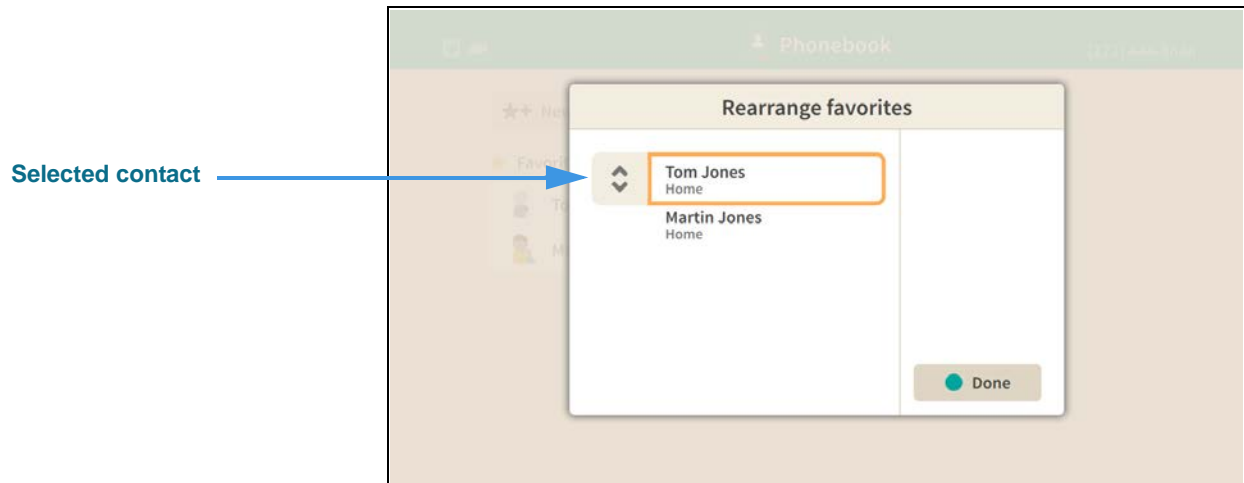 Phonebook
Rearrange favorites
Selected contact
Tom Jones
Home
Martin Jones
Home
Done